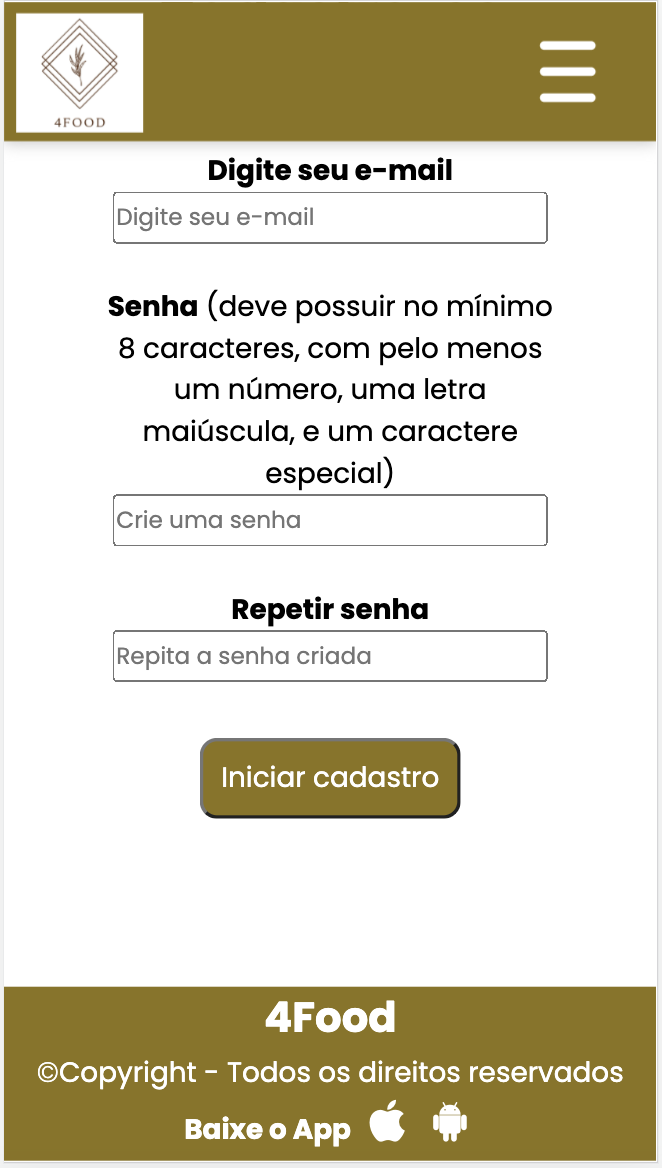 4FOOD
Digite seu e-mail
Digite seu e-mail
Senha (deve possuir no mínimo
8 caracteres, com pelo menos
um número, uma letra
maiúscula, e um caractere
especial)
Crie uma senha
Repetir senha
Repita a senha criada
Iniciar cadastro
4Food
©Copyright - Todos os direitos reservados
Baixe o App